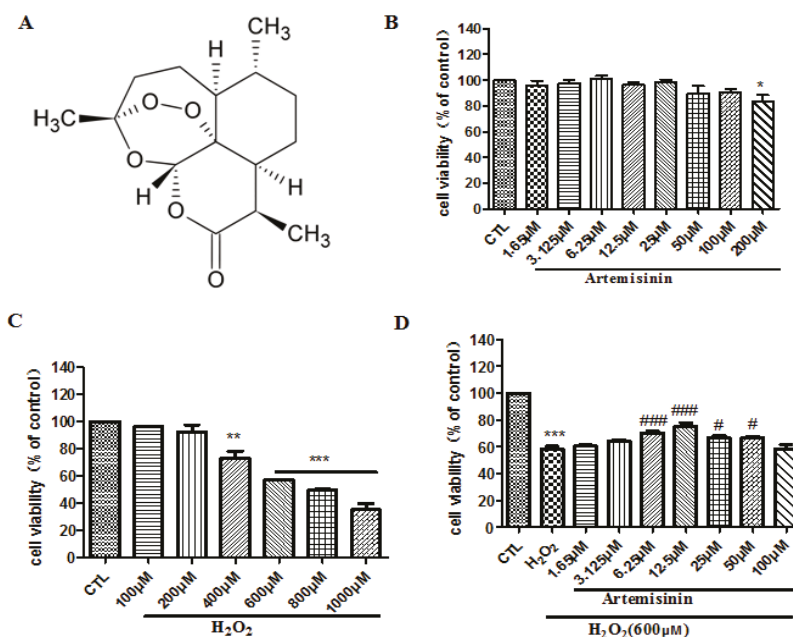 A
CH₃
H
H₃C
O
O
O
H
H
O
CH₃
O
B
cell viability (% of control)
140
120
100
80
60
40
20
0
*
CTL
1.65μM
3.125μM
6.25μM
12.5μM
25μM
50μM
100μM
200μM
Artemisinin
C
cell viability (% of control)
140
120
100
80
60
40
20
0
**
***
CTL
100μM
200μM
400μM
600μM
800μM
1000μM
H₂O₂
D
cell viability (% of control)
140
120
100
80
60
40
20
0
***
###
###
#
#
CTL
H₂O₂
1.65μM
3.125μM
6.25μM
12.5μM
25μM
50μM
100μM
Artemisinin
H₂O₂(600μM)